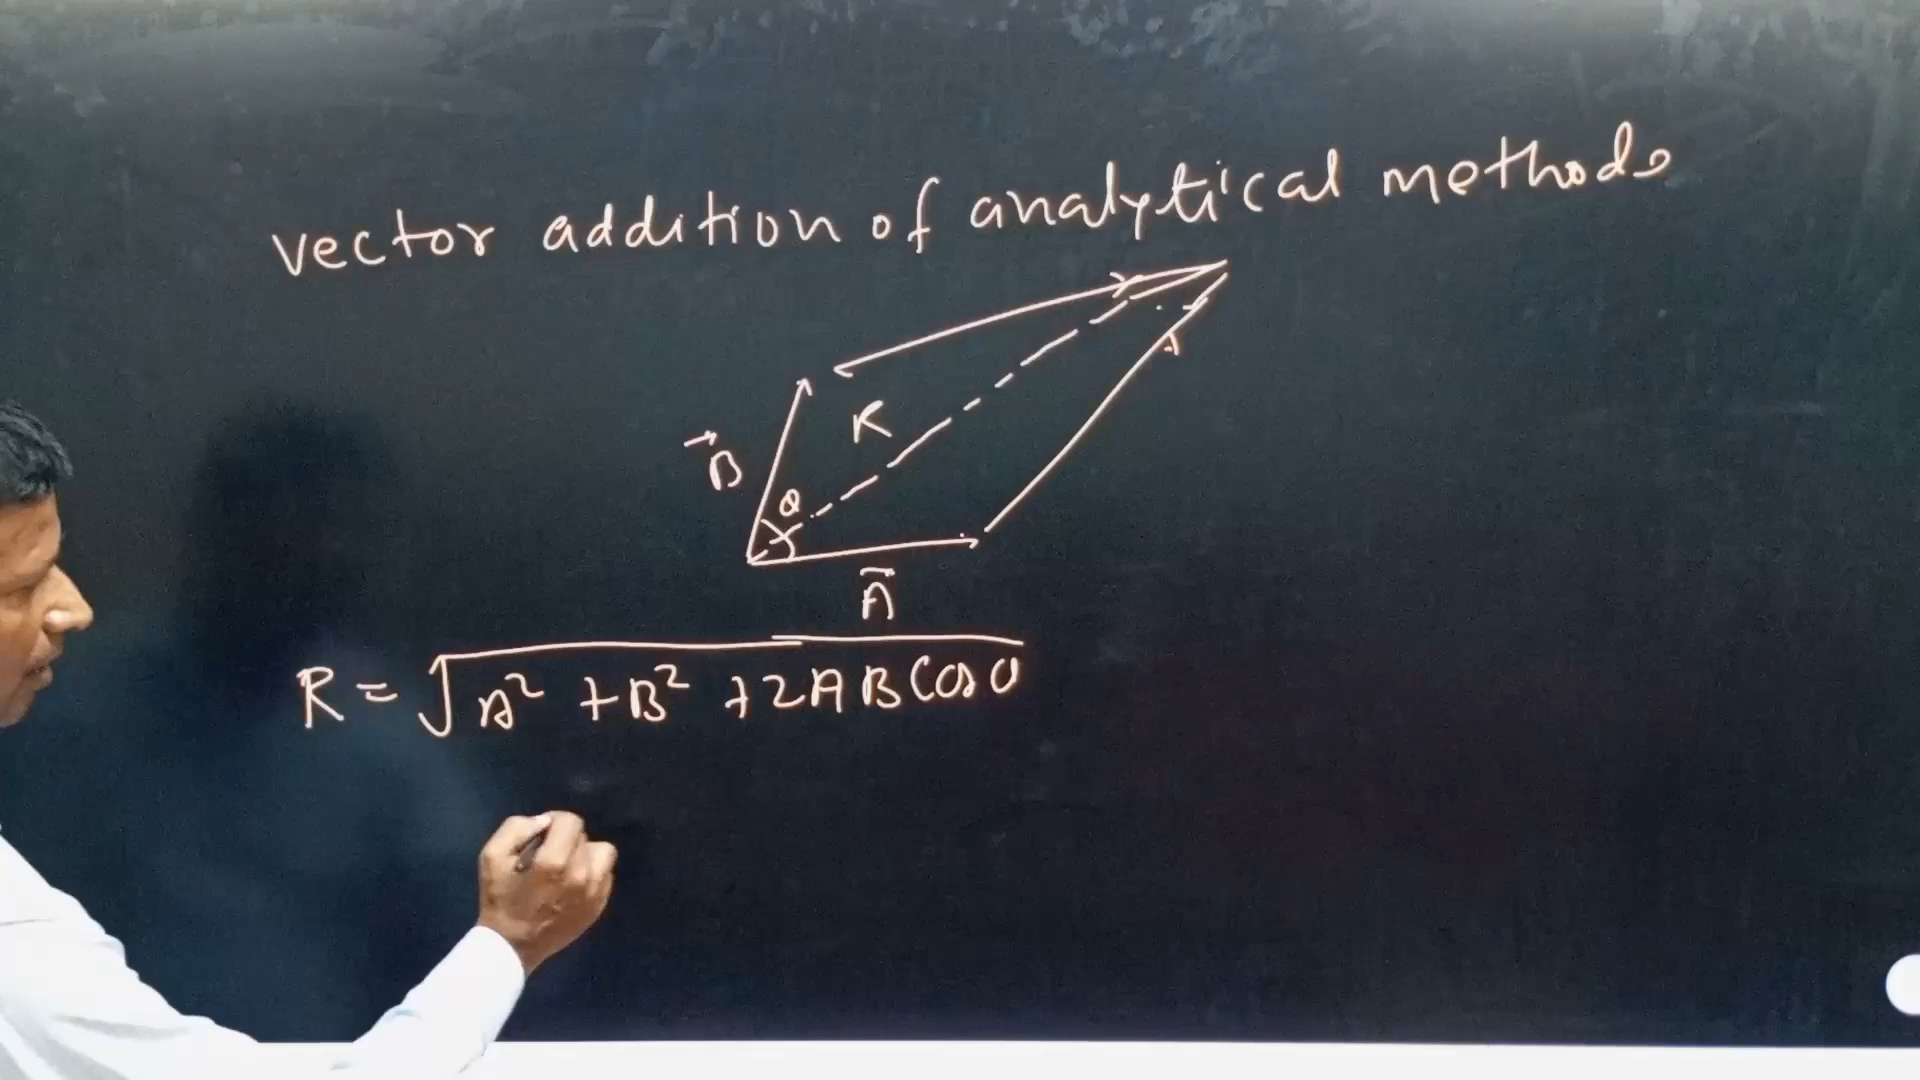 vector addition of analytical methods
R
B⃗
θ
A⃗
R = √A² + B² + 2AB Cos θ